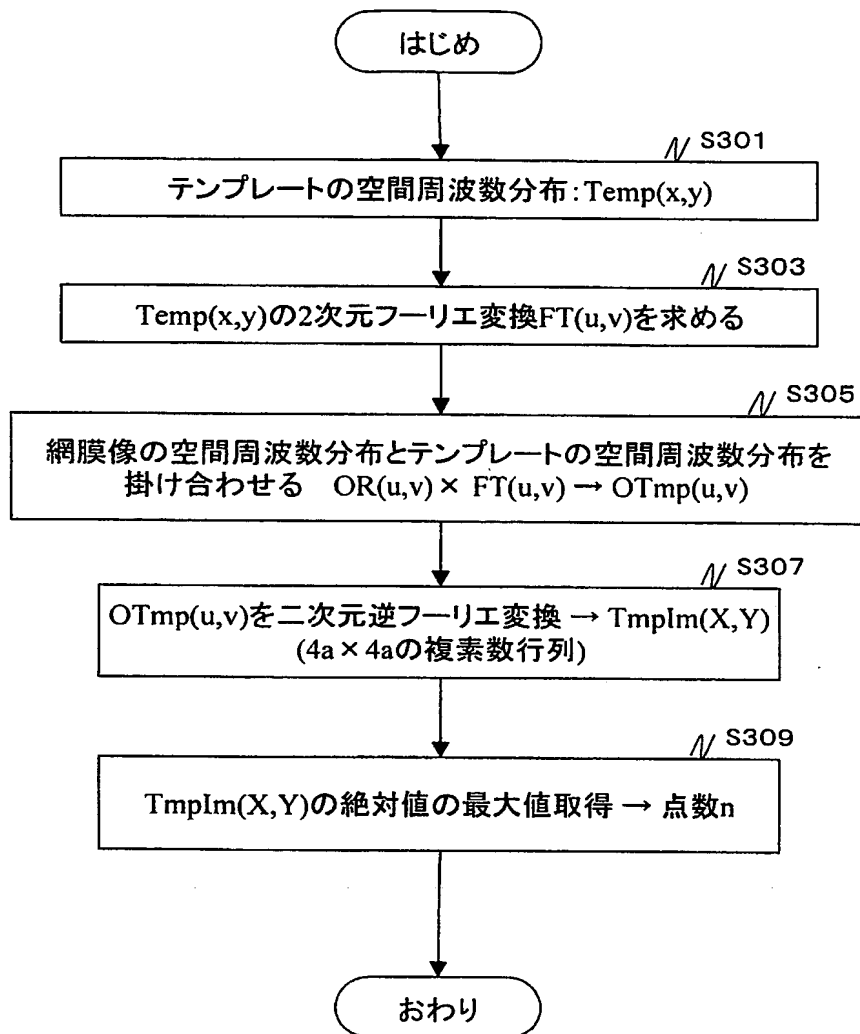 はじめ
S301
テンプレートの空間周波数分布:Temp(x,y)
S303
Temp(x,y)の2次元フーリエ変換FT(u,v)を求める
S305
網膜像の空間周波数分布とテンプレートの空間周波数分布を
掛け合わせる OR(u,v)× FT(u,v) → OTmp(u,v)
S307
OTmp(u,v)を二次元逆フーリエ変換 → TmpIm(X,Y)
(4a×4aの複素数行列)
S309
TmpIm(X,Y)の絶対値の最大値取得 → 点数n
おわり